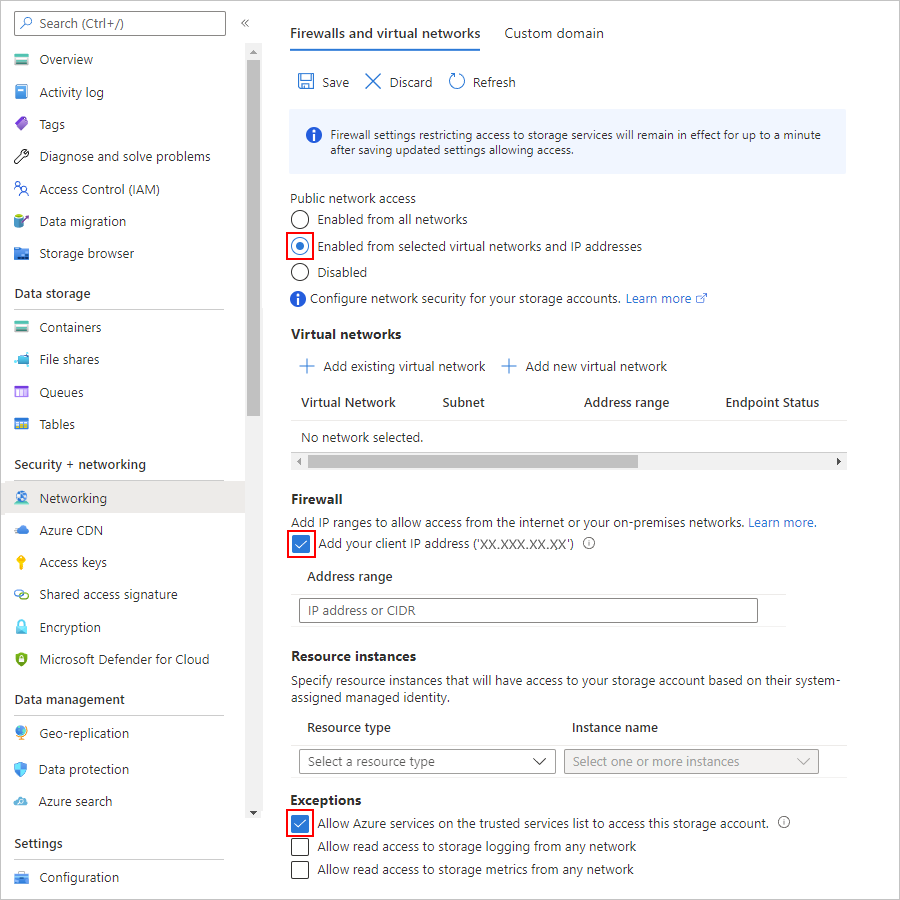 Search (Ctrl+/)
«
Overview
Activity log
Tags
Diagnose and solve problems
Access Control (IAM)
Data migration
Storage browser
Data storage
Containers
File shares
Queues
Tables
Security + networking
Networking
Azure CDN
Access keys
Shared access signature
Encryption
Microsoft Defender for Cloud
Data management
Geo-replication
Data protection
Azure search
Settings
Configuration
Firewalls and virtual networks Custom domain
Save Discard Refresh
Firewall settings restricting access to storage services will remain in effect for up to a minute
after saving updated settings allowing access.
Public network access
Enabled from all networks
Enabled from selected virtual networks and IP addresses
Disabled
Configure network security for your storage accounts. Learn more
Virtual networks
Add existing virtual network Add new virtual network
Virtual Network Subnet Address range Endpoint Status
No network selected.
Firewall
Add IP ranges to allow access from the internet or your on-premises networks. Learn more.
Add your client IP address ('XX.XXX.XX.XX')
Address range
IP address or CIDR
Resource instances
Specify resource instances that will have access to your storage account based on their system-
assigned managed identity.
Resource type Instance name
Select a resource type Select one or more instances
Exceptions
Allow Azure services on the trusted services list to access this storage account.
Allow read access to storage logging from any network
Allow read access to storage metrics from any network